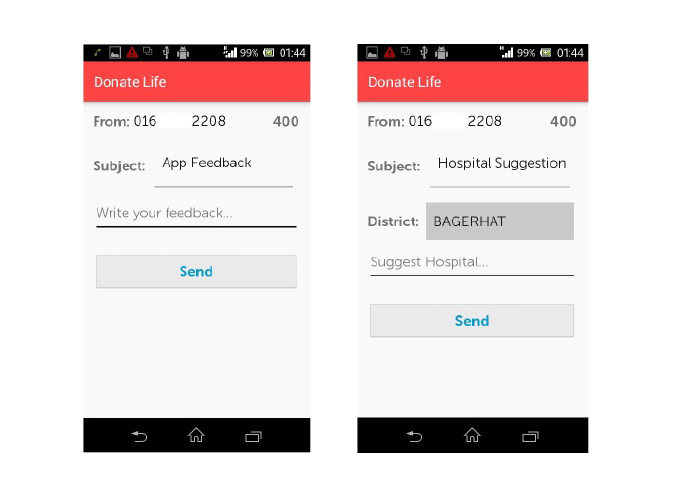 99% 01:44
Donate Life
From: 016 2208 400
Subject: App Feedback
Write your feedback...
Send
H 99% 01:44
Donate Life
From: 016 2208 400
Subject: Hospital Suggestion
District: BAGERHAT
Suggest Hospital...
Send